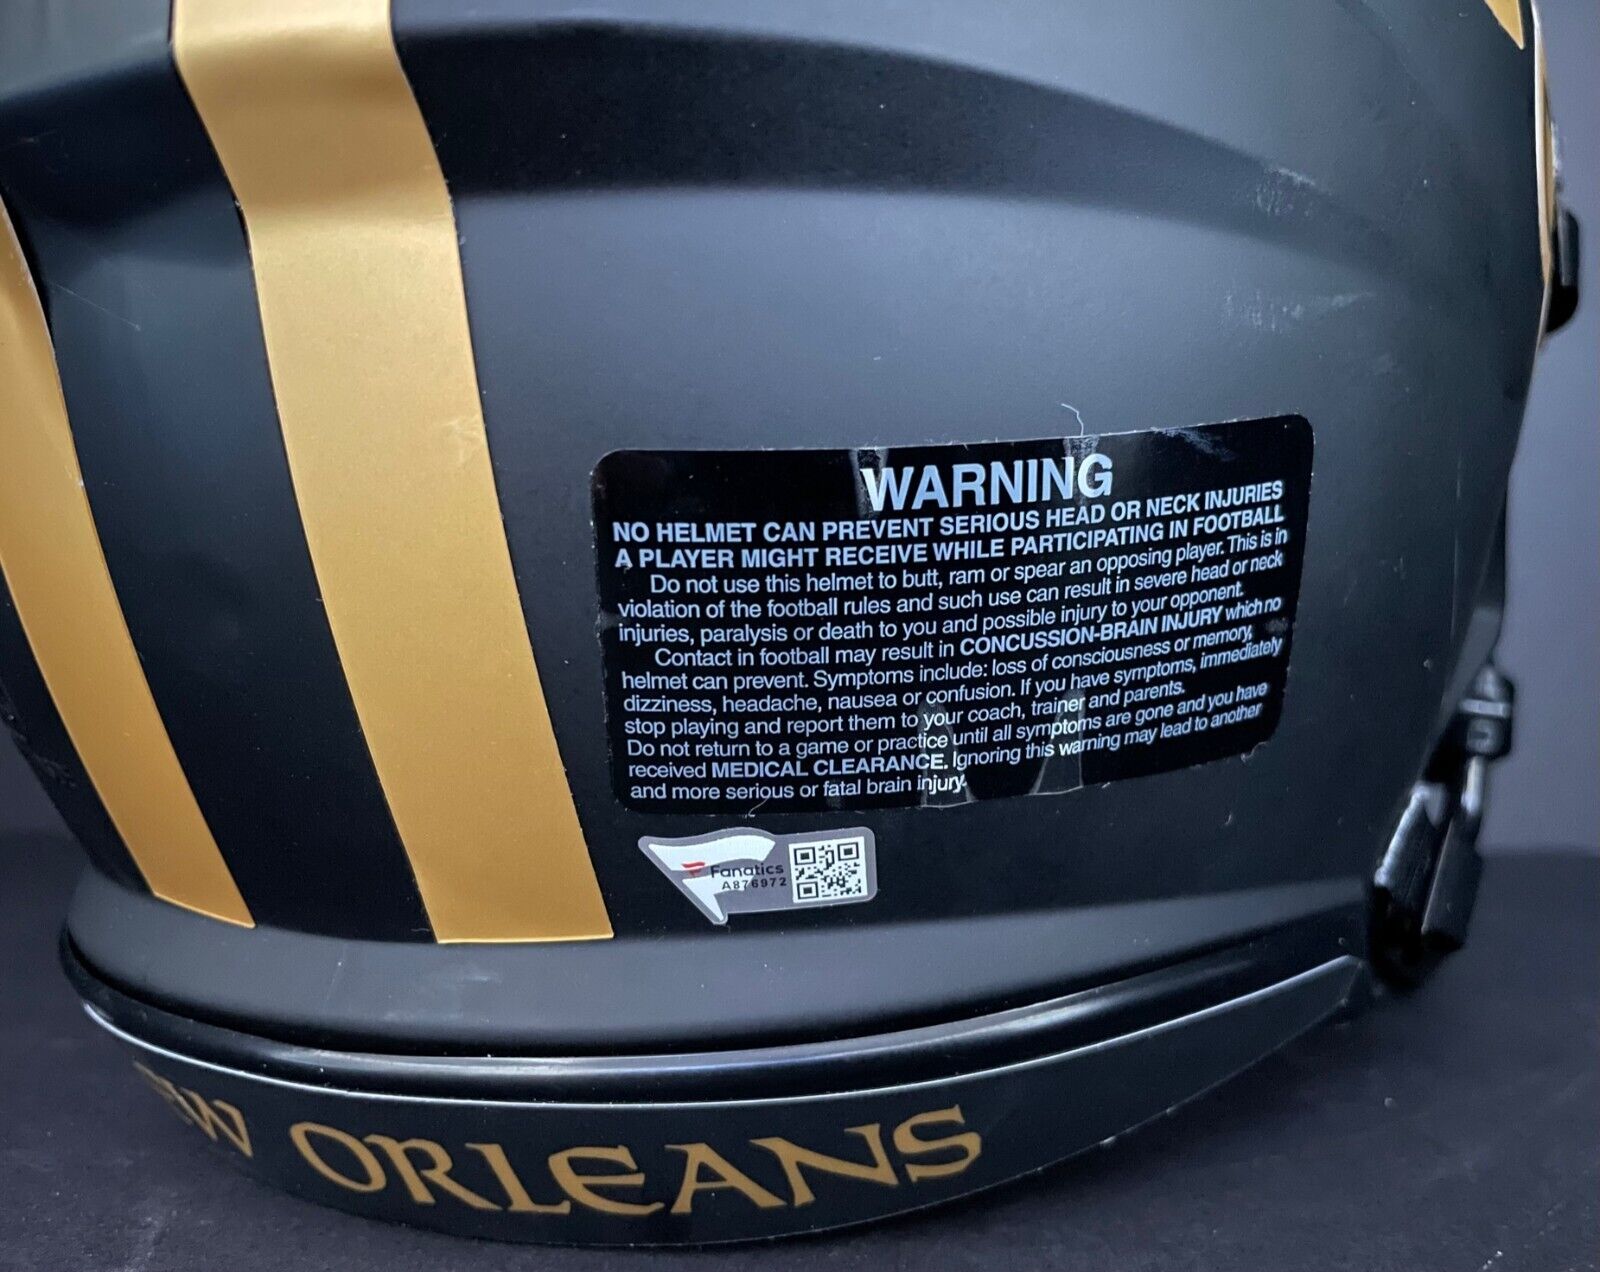 WARNING
NO HELMET CAN PREVENT SERIOUS HEAD OR NECK INJURIES
A PLAYER MIGHT RECEIVE WHILE PARTICIPATING IN FOOTBALL
Do not use this helmet to butt, ram or spear an opposing player. This is in
violation of the football rules and such use can result in severe head or neck
injuries, paralysis or death to you and possible injury to your opponent.
Contact in football may result in CONCUSSION-BRAIN INJURY which no
helmet can prevent. Symptoms include: loss of consciousness or memory,
dizziness, headache, nausea or confusion. If you have symptoms, immediately
stop playing and report them to your coach, trainer and parents.
Do not return to a game or practice until all symptoms are gone and you have
received MEDICAL CLEARANCE. Ignoring this warning may lead to another
and more serious or fatal brain injury.
Fanatics
A876972
ORLEANS